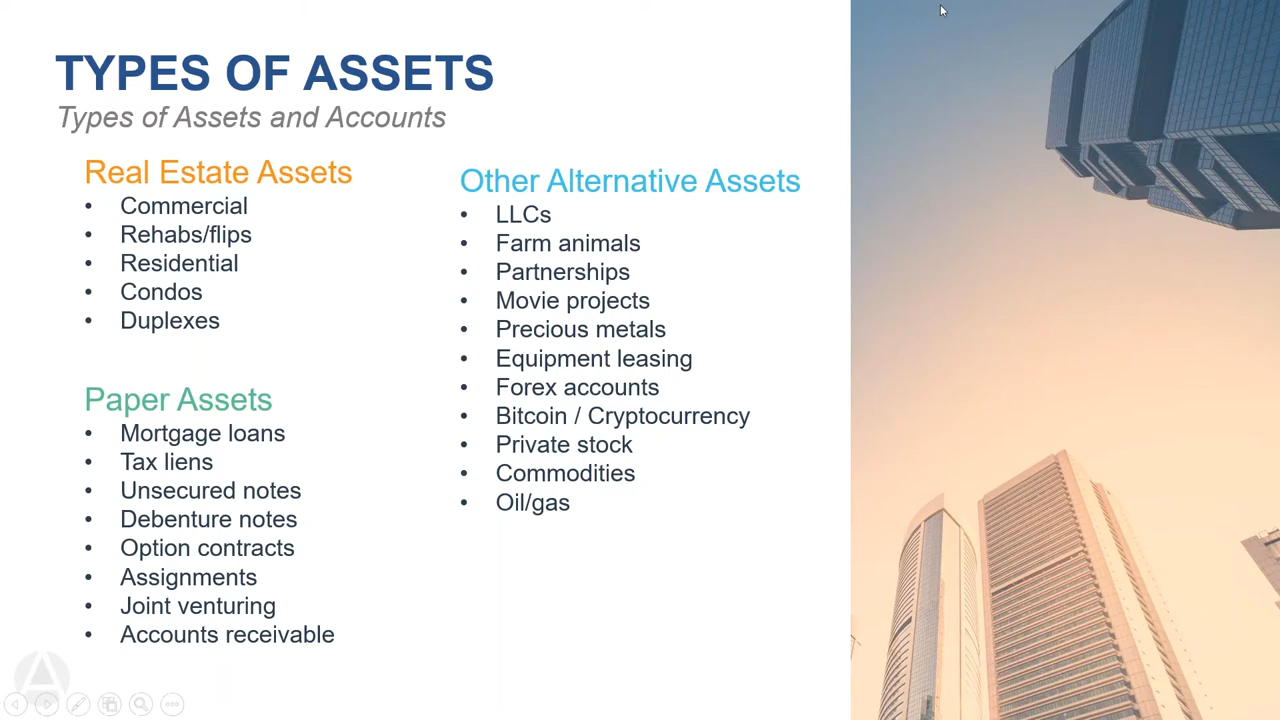 TYPES OF ASSETS
Types of Assets and Accounts
Real Estate Assets
• Commercial
• Rehabs/flips
• Residential
• Condos
• Duplexes
Paper Assets
• Mortgage loans
• Tax liens
• Unsecured notes
• Debenture notes
• Option contracts
• Assignments
• Joint venturing
• Accounts receivable
Other Alternative Assets
• LLCs
• Farm animals
• Partnerships
• Movie projects
• Precious metals
• Equipment leasing
• Forex accounts
• Bitcoin / Cryptocurrency
• Private stock
• Commodities
• Oil/gas